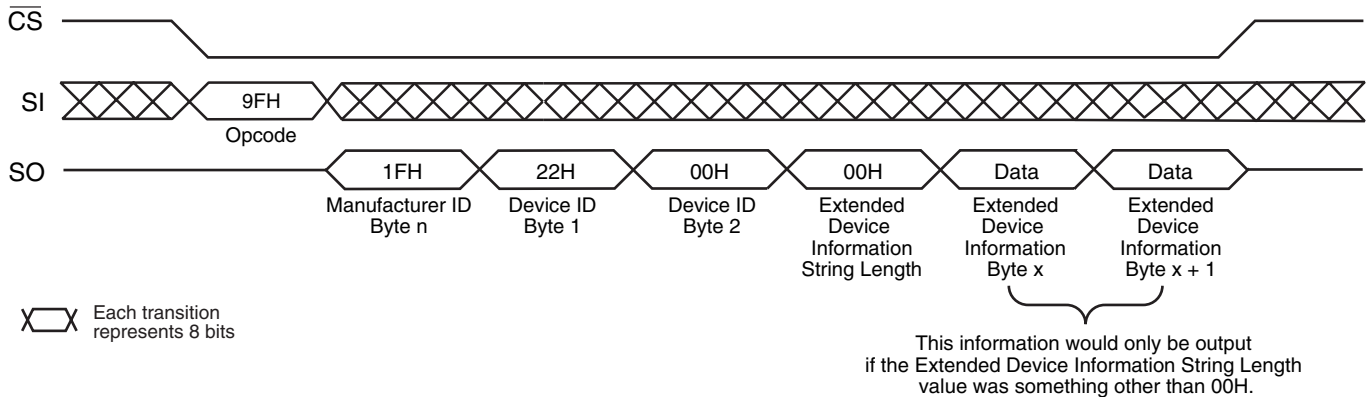 CS
SI
9FH
Opcode
SO
1FH
22H
00H
00H
Data
Data
Manufacturer ID
Byte n
Device ID
Byte 1
Device ID
Byte 2
Extended
Device
Information
String Length
Extended
Device
Information
Byte x
Extended
Device
Information
Byte x + 1
Each transition
represents 8 bits
This information would only be output
if the Extended Device Information String Length
value was something other than 00H.